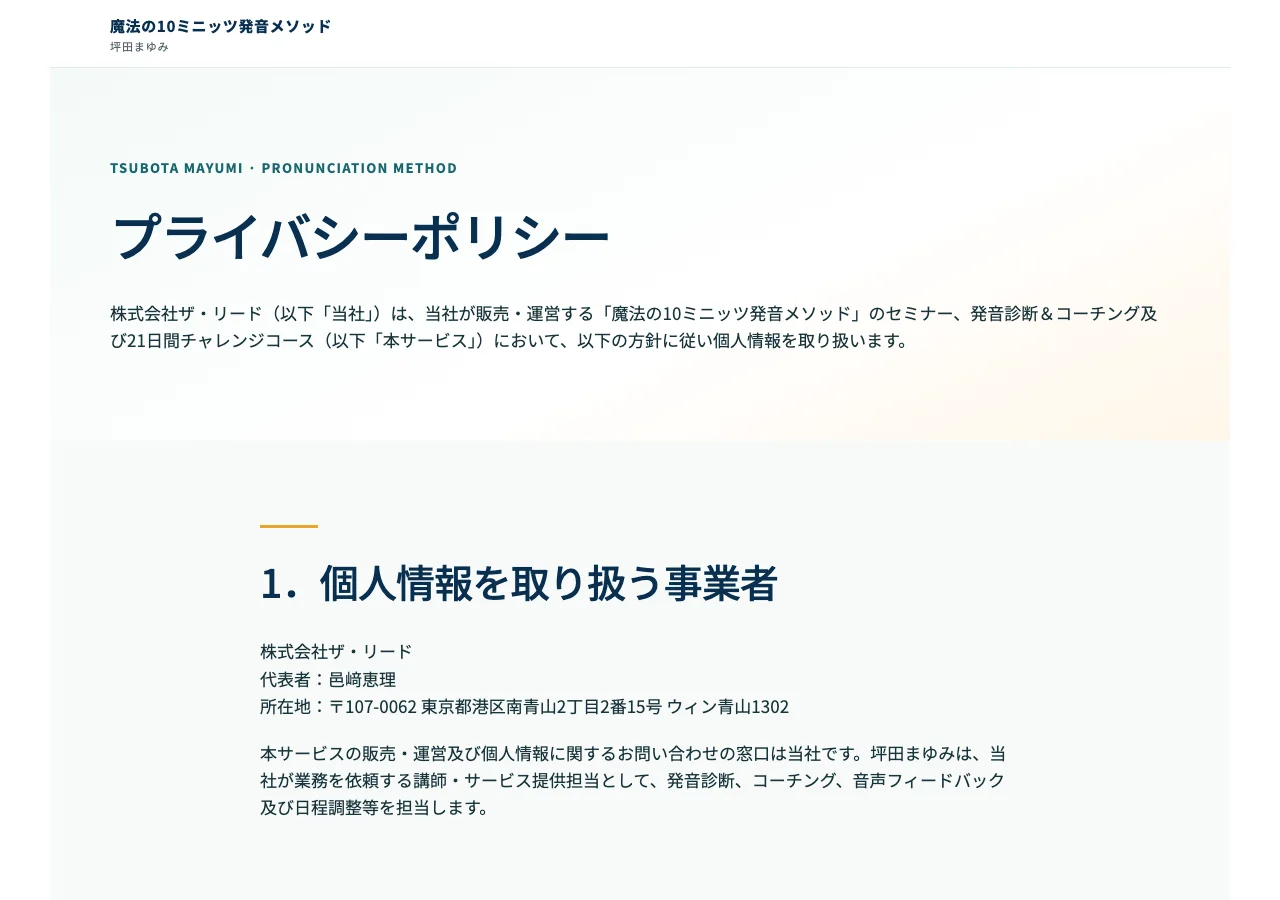 魔法の10ミニッツ発音メソッド
坪田まゆみ
TSUBOTA MAYUMI · PRONUNCIATION METHOD
プライバシーポリシー
株式会社ザ・リード（以下「当社」）は、当社が販売・運営する「魔法の10ミニッツ発音メソッド」のセミナー、発音診断＆コーチング及
び21日間チャレンジコース（以下「本サービス」）において、以下の方針に従い個人情報を取り扱います。
1．個人情報を取り扱う事業者
株式会社ザ・リード
代表者：邑﨑恵理
所在地：〒107-0062 東京都港区南青山2丁目2番15号 ウィン青山1302
本サービスの販売・運営及び個人情報に関するお問い合わせの窓口は当社です。坪田まゆみは、当
社が業務を依頼する講師・サービス提供担当として、発音診断、コーチング、音声フィードバック
及び日程調整等を担当します。